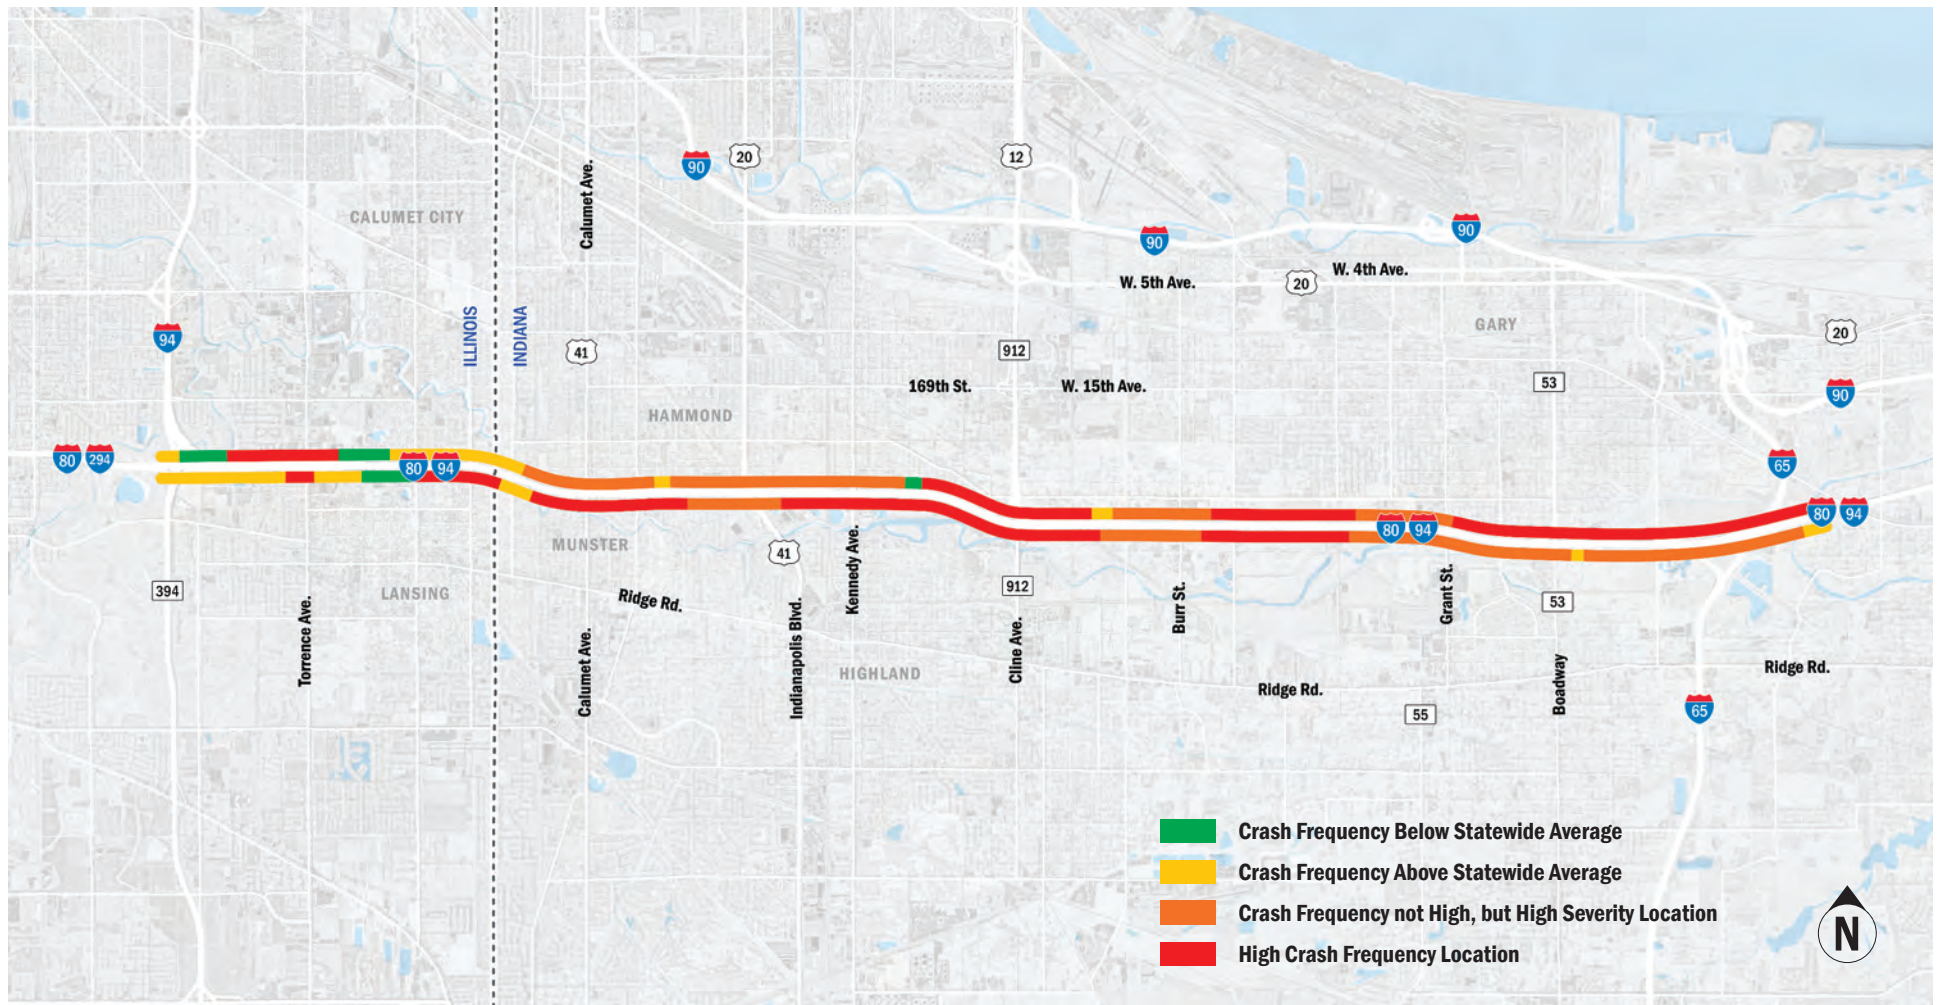 90
20
12
Calumet Ave.
CALUMET CITY
90
90
W. 5th Ave.
20
W. 4th Ave.
ILLINOIS
INDIANA
GARY
94
20
41
912
169th St.
W. 15th Ave.
53
90
HAMMOND
80
294
80
94
65
80
94
80
94
MUNSTER
41
Kennedy Ave.
394
LANSING
Ridge Rd.
912
Burr St.
Grant St.
53
Torrence Ave.
Calumet Ave.
Indianapolis Blvd.
HIGHLAND
Cline Ave.
Ridge Rd.
Boadway
Ridge Rd.
55
65
Crash Frequency Below Statewide Average
Crash Frequency Above Statewide Average
Crash Frequency not High, but High Severity Location
High Crash Frequency Location
N